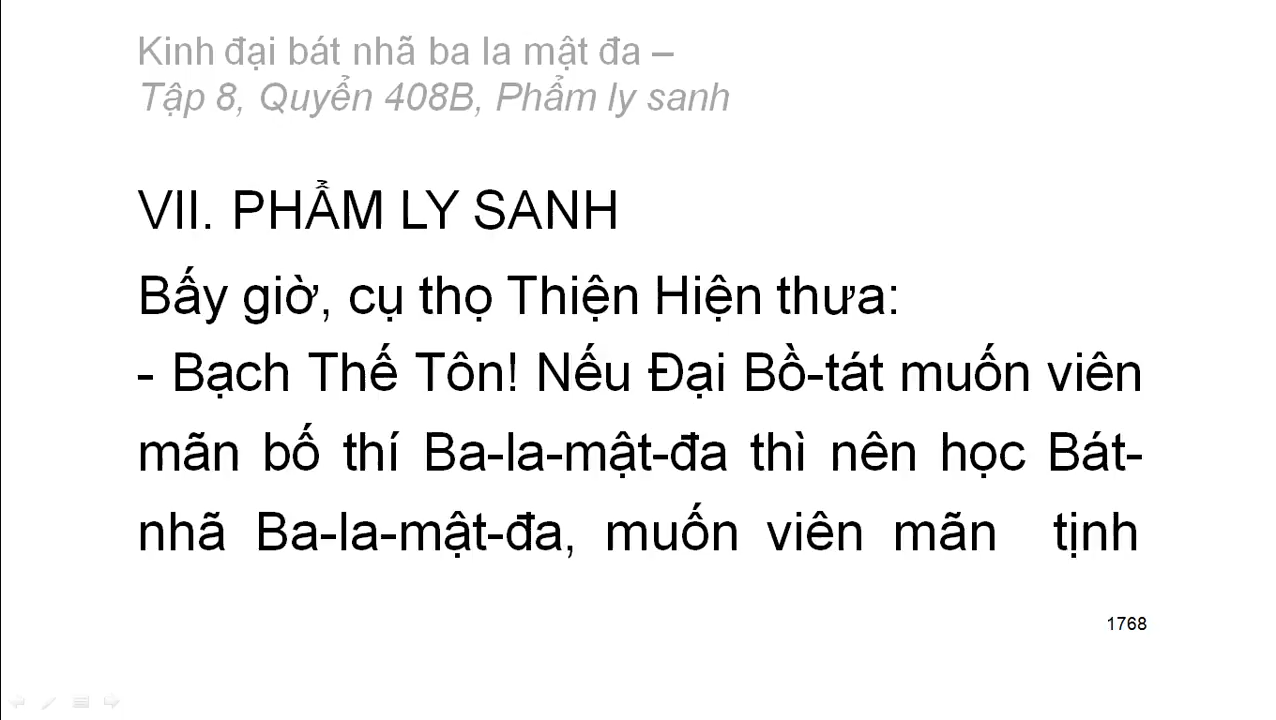 Kinh đại bát nhã ba la mật đa –
Tập 8, Quyển 408B, Phẩm ly sanh
VII. PHẨM LY SANH
Bấy giờ, cụ thọ Thiện Hiện thưa:
- Bạch Thế Tôn! Nếu Đại Bồ-tát muốn viên
mãn bố thí Ba-la-mật-đa thì nên học Bát-
nhã Ba-la-mật-đa, muốn viên mãn tịnh
1768